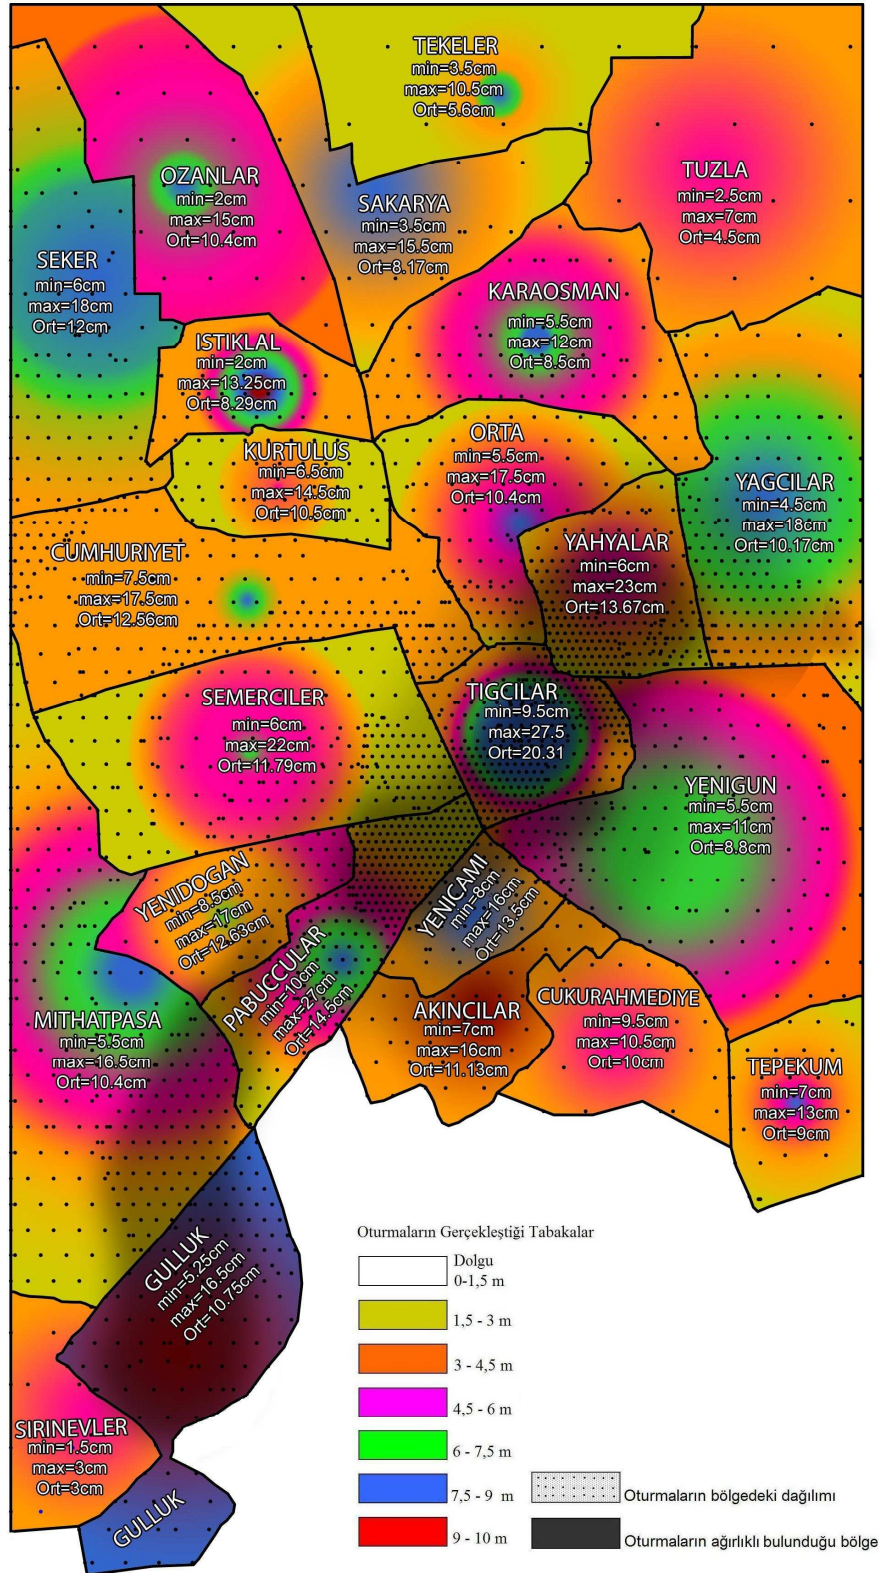 TEKELER
min=3.5cm
max=10.5cm
Ort=5.6cm
OZANLAR
min=2cm
max=15cm
Ort=10.4cm
SAKARYA
min=3.5cm
max=15.5cm
Ort=8.17cm
TUZLA
min=2.5cm
max=7cm
Ort=4.5cm
SEKER
min=6cm
max=18cm
Ort=12cm
KARAOSMAN
min=5.5cm
max=12cm
Ort=8.5cm
ISTIKLAL
min=2cm
max=13.25cm
Ort=8.29cm
KURTULUS
min=6.5cm
max=14.5cm
Ort=10.5cm
ORTA
min=5.5cm
max=17.5cm
Ort=10.4cm
YAGCILAR
min=4.5cm
max=18cm
Ort=10.17cm
CUMHURIYET
min=7.5cm
max=17.5cm
Ort=12.56cm
YAHYALAR
min=6cm
max=23cm
Ort=13.67cm
SEMERCILER
min=6cm
max=22cm
Ort=11.79cm
TIGCILAR
min=9.5cm
max=27.5
Ort=20.31
YENIGUN
min=5.5cm
max=11cm
Ort=8.8cm
YENIDOGAN
min=8.5cm
max=17cm
Ort=12.63cm
YENICAMI
min=8cm
max=16cm
Ort=13.5cm
PABUCCULAR
min=10cm
max=27cm
Ort=14.5cm
MITHATPASA
min=5.5cm
max=16.5cm
Ort=10.4cm
AKINCILAR
min=7cm
max=16cm
Ort=11.13cm
CUKURAHMEDIYE
min=9.5cm
max=10.5cm
Ort=10cm
TEPEKUM
min=7cm
max=13cm
Ort=9cm
GULLUK
min=5.25cm
max=16.5cm
Ort=10.75cm
SIRINEVLER
min=1.5cm
max=3cm
Ort=3cm
GULLUK
Oturmaların Gerçekleştiği Tabakalar
Dolgu
0-1,5 m
1,5 - 3 m
3 - 4,5 m
4,5 - 6 m
6 - 7,5 m
7,5 - 9 m
9 - 10 m
Oturmaların bölgedeki dağılımı
Oturmaların ağırlıklı bulunduğu bölge